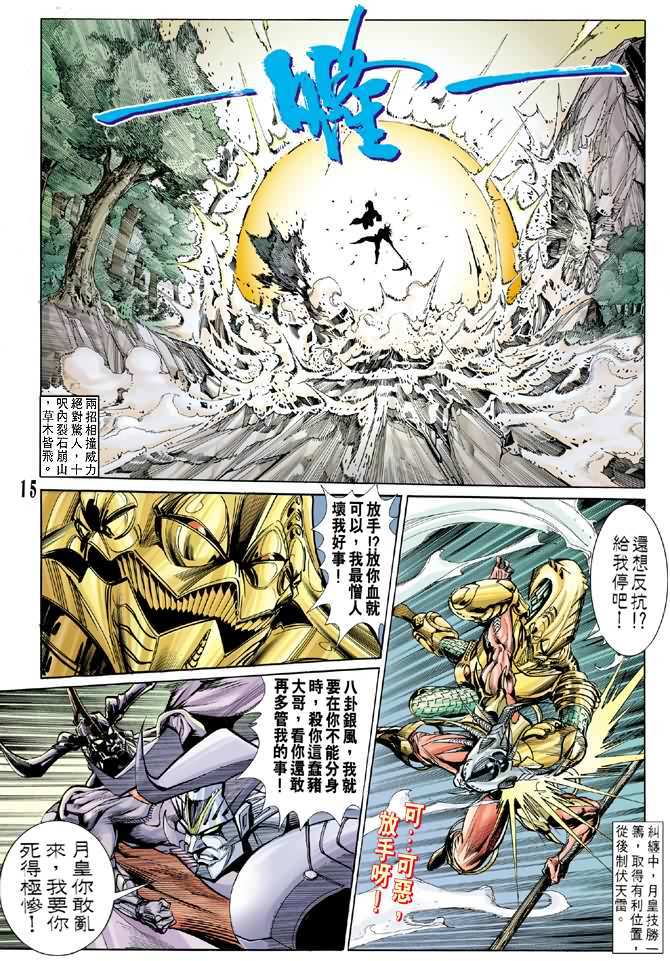 兩招相撞威力
絕對驚人，十
呎內裂石崩山
，草木皆飛。
15
還想反抗!?
給我停吧！
放手!?放你血就
可以，我最憎人
壞我好事！
可…可惡，
放手呀！
糾纏中，月皇技勝一
籌，取得有利位置，
從後制伏天雷。
八卦銀風，我就
要在你不能分身
時，殺你這蠢豬
大哥，看你還敢
再多管我的事！
月皇你敢亂
來，我要你
死得極慘！